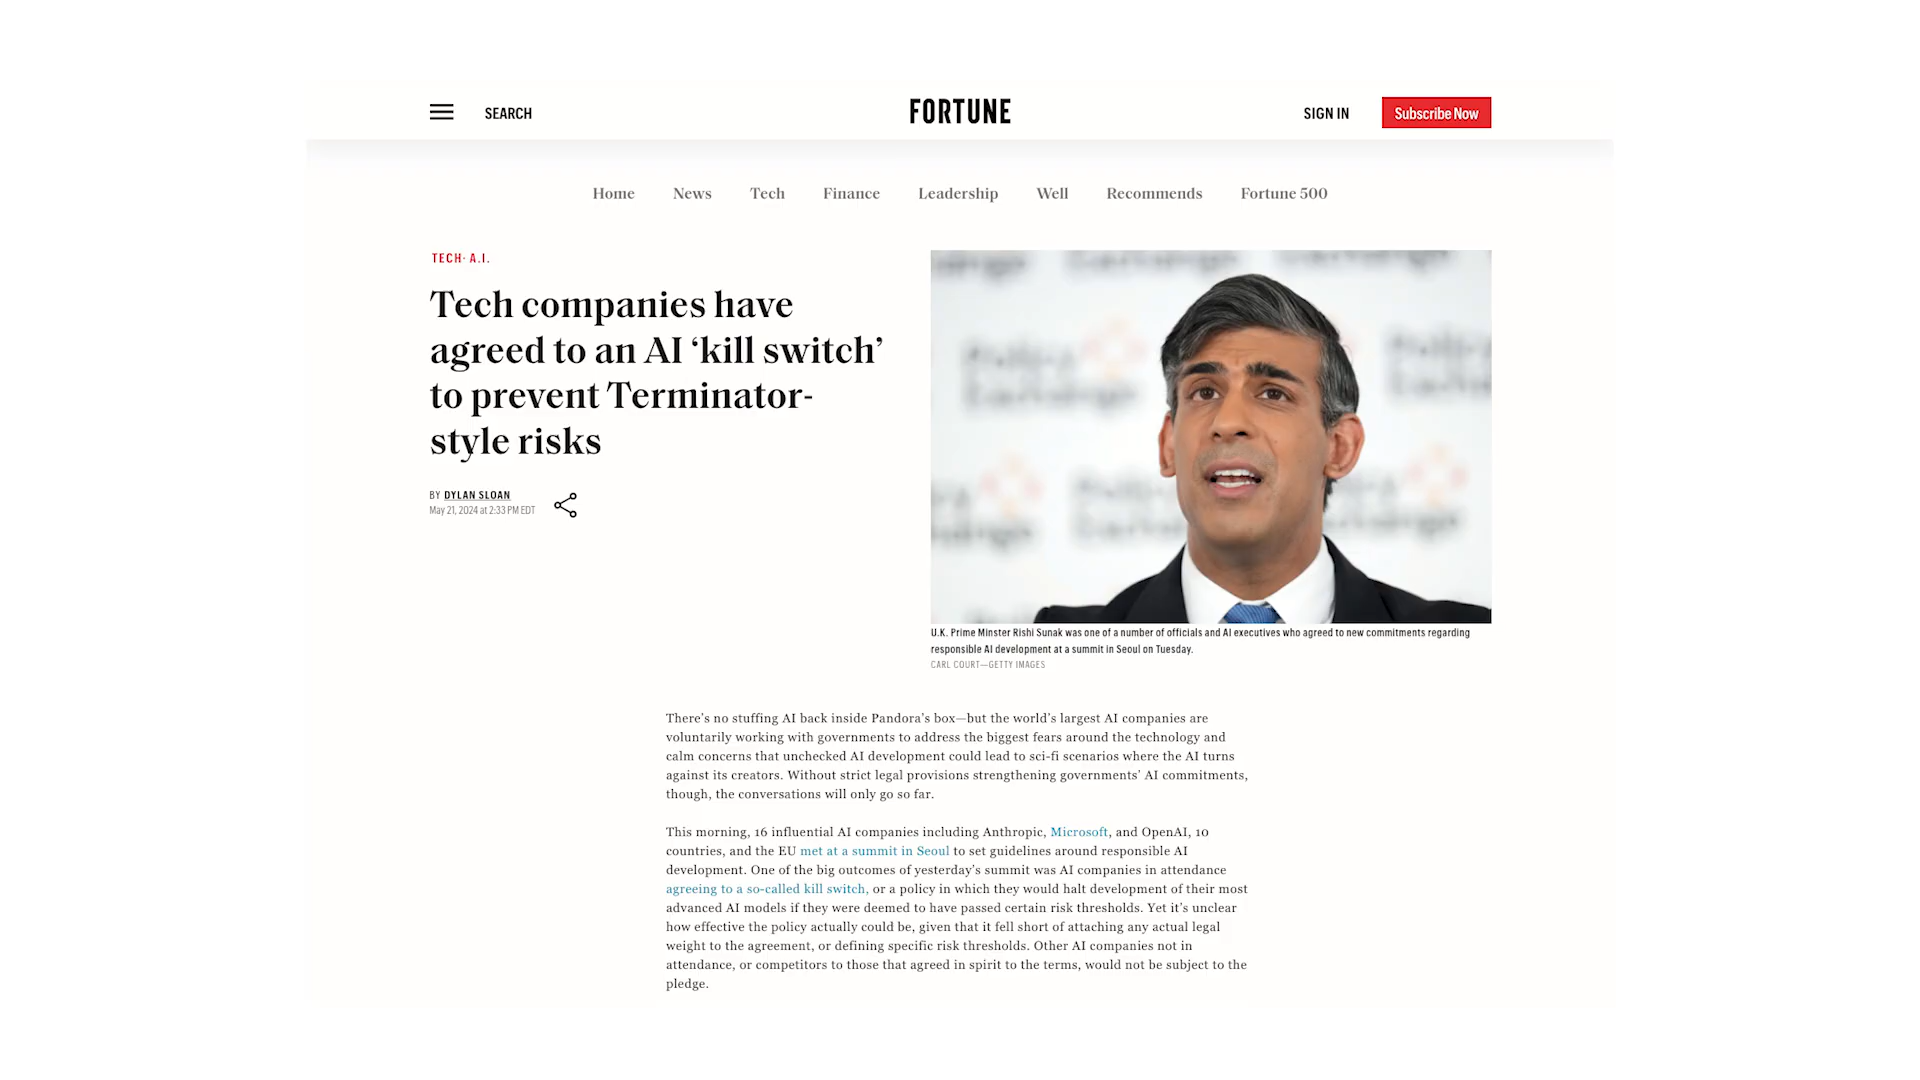 SEARCH
FORTUNE
SIGN IN
Subscribe Now
Home
News
Tech
Finance
Leadership
Well
Recommends
Fortune 500
TECH· A.I.
Tech companies have
agreed to an AI ‘kill switch’
to prevent Terminator-
style risks
BY DYLAN SLOAN
May 21, 2024 at 2:33 PM EDT
Policy
Exchange
U.K. Prime Minster Rishi Sunak was one of a number of officials and AI executives who agreed to new commitments regarding
responsible AI development at a summit in Seoul on Tuesday.
CARL COURT—GETTY IMAGES
There’s no stuffing AI back inside Pandora’s box—but the world’s largest AI companies are
voluntarily working with governments to address the biggest fears around the technology and
calm concerns that unchecked AI development could lead to sci-fi scenarios where the AI turns
against its creators. Without strict legal provisions strengthening governments’ AI commitments,
though, the conversations will only go so far.
This morning, 16 influential AI companies including Anthropic, Microsoft, and OpenAI, 10
countries, and the EU met at a summit in Seoul to set guidelines around responsible AI
development. One of the big outcomes of yesterday’s summit was AI companies in attendance
agreeing to a so-called kill switch, or a policy in which they would halt development of their most
advanced AI models if they were deemed to have passed certain risk thresholds. Yet it’s unclear
how effective the policy actually could be, given that it fell short of attaching any actual legal
weight to the agreement, or defining specific risk thresholds. Other AI companies not in
attendance, or competitors to those that agreed in spirit to the terms, would not be subject to the
pledge.